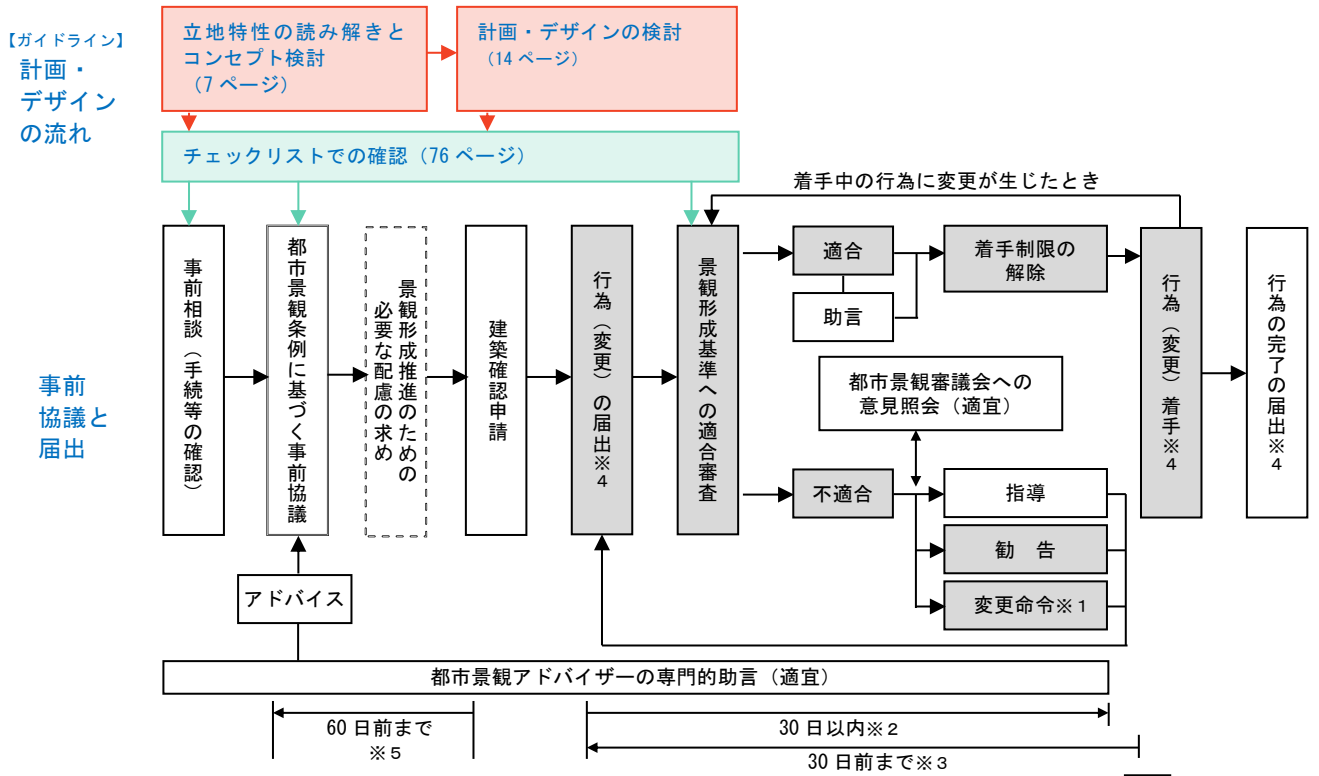 【ガイドライン】
計画・
デザイン
の流れ
立地特性の読み解きと
コンセプト検討
（7 ページ）
計画・デザインの検討
（14 ページ）
チェックリストでの確認（76 ページ）
着手中の行為に変更が生じたとき
事前
協議と
届出
事前相談（手続等の確認）
都市景観条例に基づく事前協議
景観形成推進のための
必要な配慮の求め
建築確認申請
行為（変更）の届出※４
景観形成基準への適合審査
適合
助言
着手制限の
解除
都市景観審議会への
意見照会（適宜）
不適合
指導
勧　告
変更命令※１
行為（変更）着手※４
行為の完了の届出※４
アドバイス
都市景観アドバイザーの専門的助言（適宜）
60 日前まで
※５
30 日以内※２
30 日前まで※３